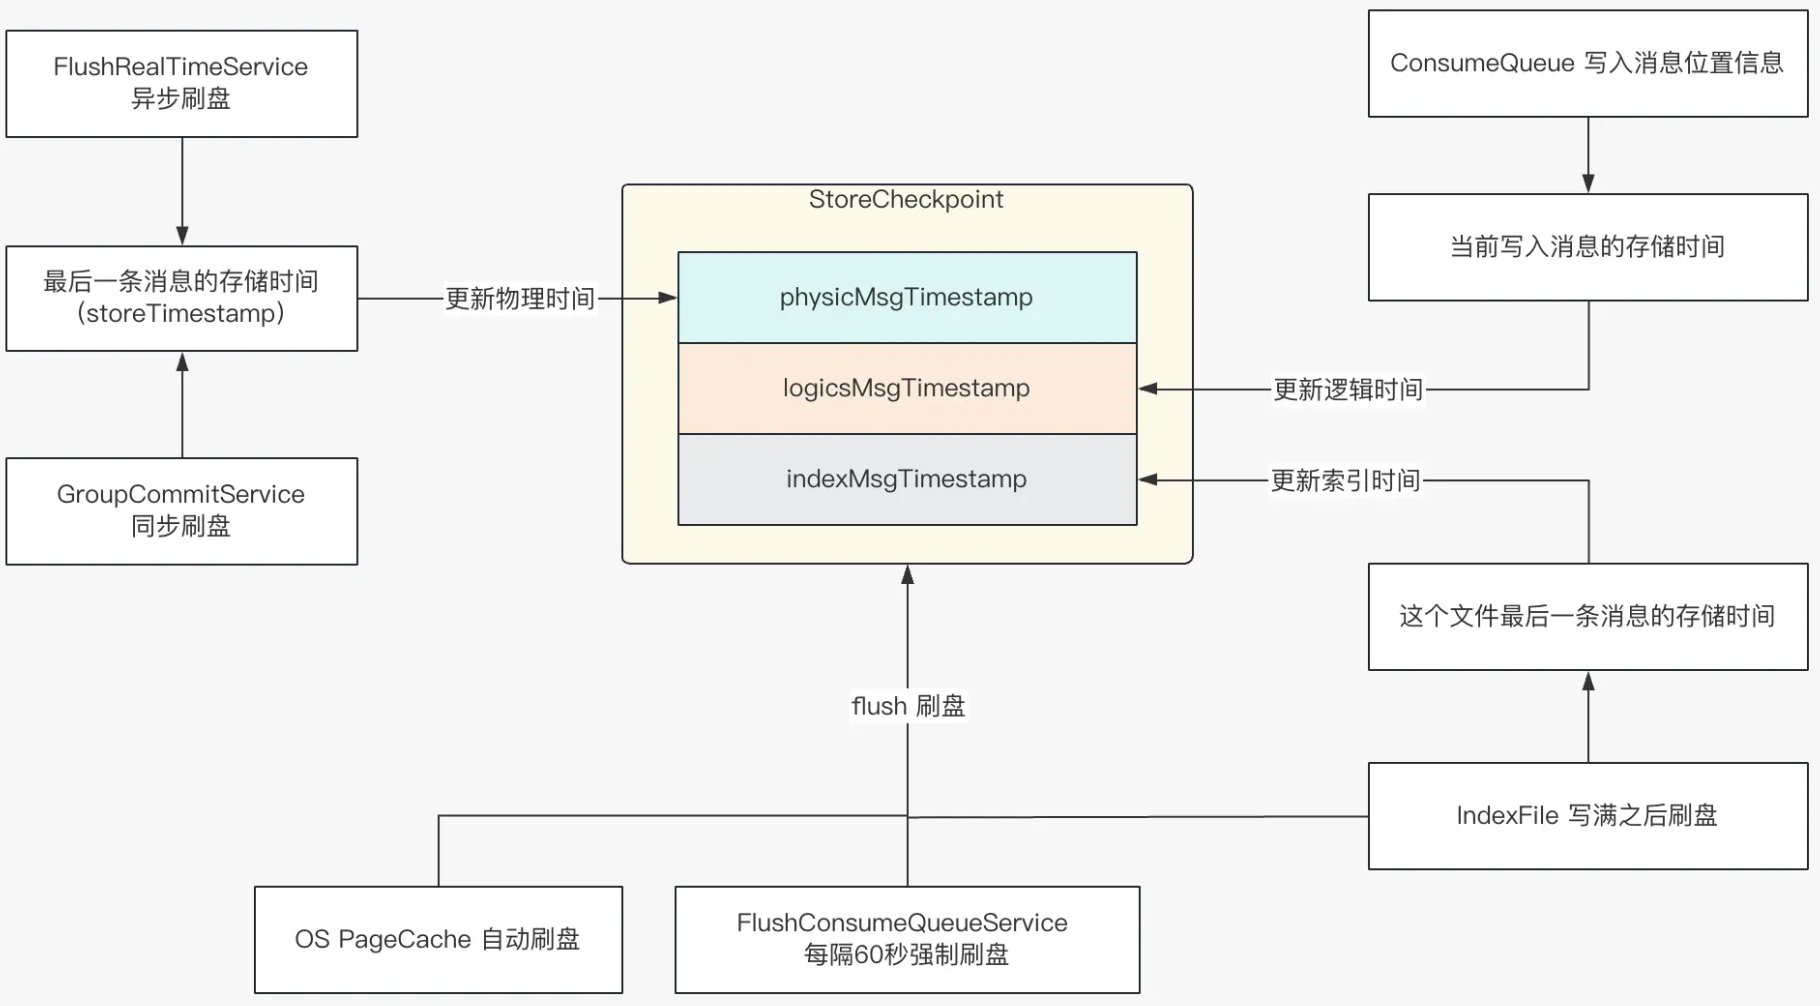 FlushRealTimeService
异步刷盘
最后一条消息的存储时间
（storeTimestamp）
GroupCommitService
同步刷盘
更新物理时间
StoreCheckpoint
physicMsgTimestamp
logicsMsgTimestamp
indexMsgTimestamp
ConsumeQueue 写入消息位置信息
当前写入消息的存储时间
更新逻辑时间
更新索引时间
这个文件最后一条消息的存储时间
IndexFile 写满之后刷盘
flush 刷盘
OS PageCache 自动刷盘
FlushConsumeQueueService
每隔60秒强制刷盘